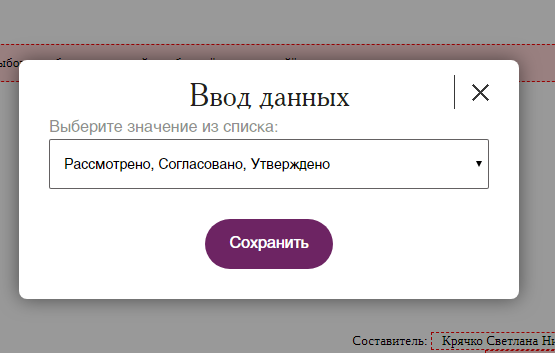 Ввод данных
Выберите значение из списка:
Рассмотрено, Согласовано, Утверждено
Сохранить
Составитель: Крячко Светлана